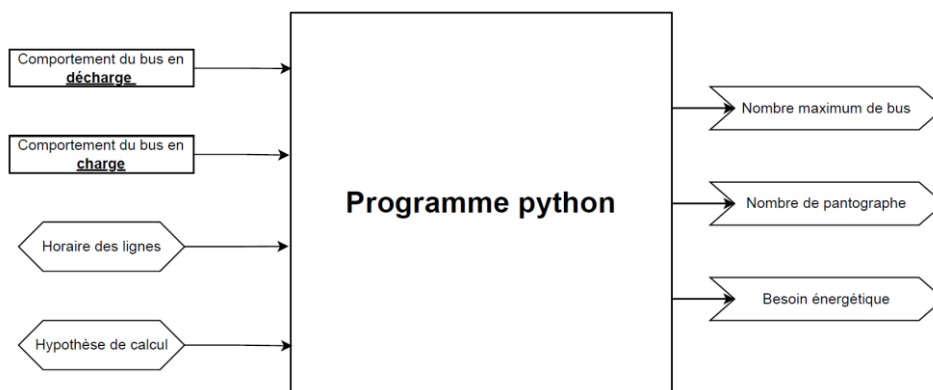 Comportement du bus en
décharge
Comportement du bus en
charge
Horaire des lignes
Hypothèse de calcul
Programme python
Nombre maximum de bus
Nombre de pantographe
Besoin énergétique